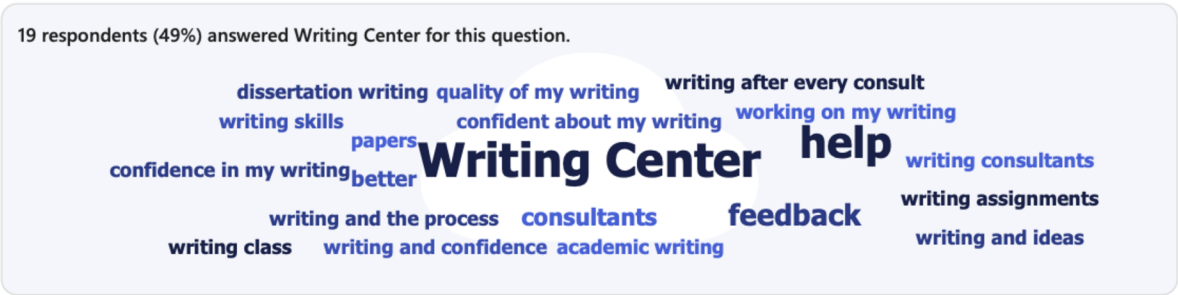 19 respondents (49%) answered Writing Center for this question.
writing after every consult
dissertation writing quality of my writing
working on my writing
writing skills confident about my writing
papers
help
Writing Center
writing consultants
confidence in my writing
better
writing assignments
writing and the process consultants feedback
writing and ideas
writing class writing and confidence academic writing